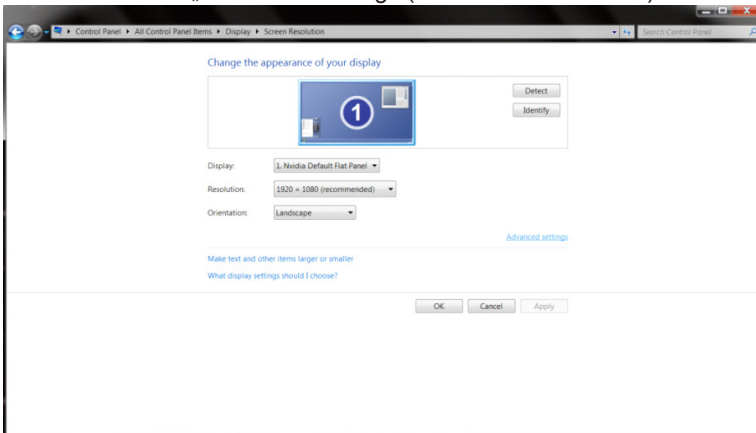 Control Panel ▸ All Control Panel Items ▸ Display ▸ Screen Resolution
Search Control Panel
Change the appearance of your display
1
Detect
Identify
Display: 1. Nvidia Default Flat Panel
Resolution: 1920 × 1080 (recommended)
Orientation: Landscape
Advanced settings
Make text and other items larger or smaller
What display settings should I choose?
OK Cancel Apply